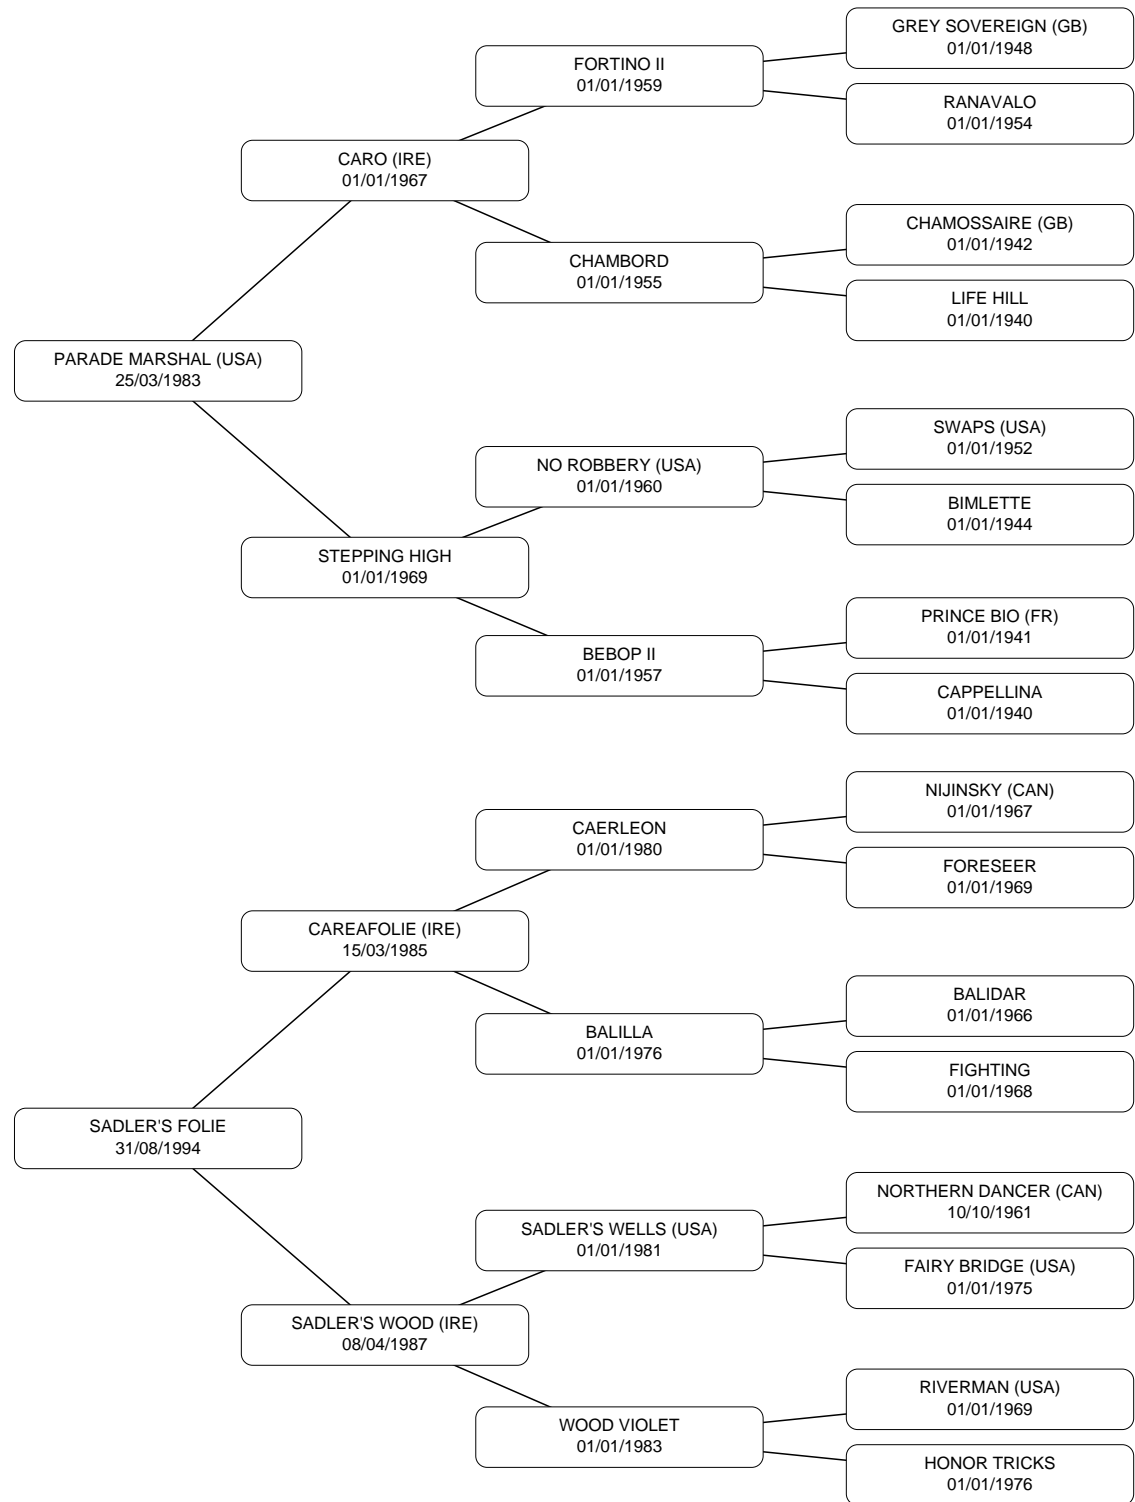 GREY SOVEREIGN (GB)
01/01/1948
FORTINO II
01/01/1959
RANAVALO
01/01/1954
CARO (IRE)
01/01/1967
CHAMOSSAIRE (GB)
01/01/1942
CHAMBORD
01/01/1955
LIFE HILL
01/01/1940
PARADE MARSHAL (USA)
25/03/1983
SWAPS (USA)
01/01/1952
NO ROBBERY (USA)
01/01/1960
BIMLETTE
01/01/1944
STEPPING HIGH
01/01/1969
PRINCE BIO (FR)
01/01/1941
BEBOP II
01/01/1957
CAPPELLINA
01/01/1940
NIJINSKY (CAN)
01/01/1967
CAERLEON
01/01/1980
FORESEER
01/01/1969
CAREAFOLIE (IRE)
15/03/1985
BALIDAR
01/01/1966
BALILLA
01/01/1976
FIGHTING
01/01/1968
SADLER'S FOLIE
31/08/1994
NORTHERN DANCER (CAN)
10/10/1961
SADLER'S WELLS (USA)
01/01/1981
FAIRY BRIDGE (USA)
01/01/1975
SADLER'S WOOD (IRE)
08/04/1987
RIVERMAN (USA)
01/01/1969
WOOD VIOLET
01/01/1983
HONOR TRICKS
01/01/1976